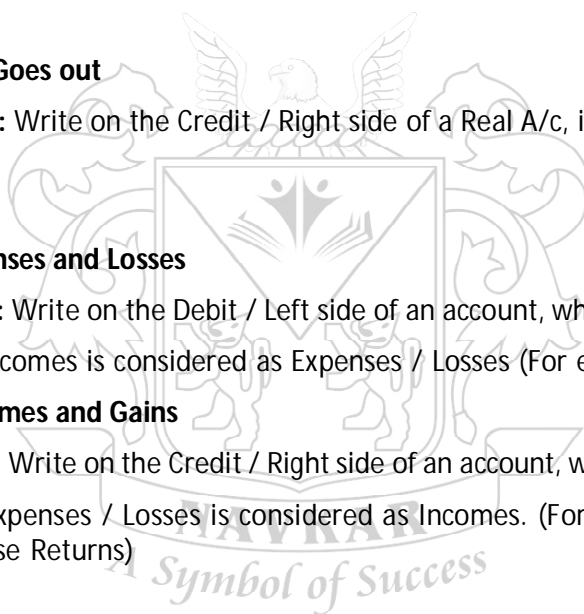 Goes out
: Write on the Credit / Right side of a Real A/c, i
nses and Losses
: Write on the Debit / Left side of an account, wh
comes is considered as Expenses / Losses (For e
mes and Gains
: Write on the Credit / Right side of an account, w
xpenses / Losses is considered as Incomes. (For
se Returns)
NAVKAR
A Symbol of Success